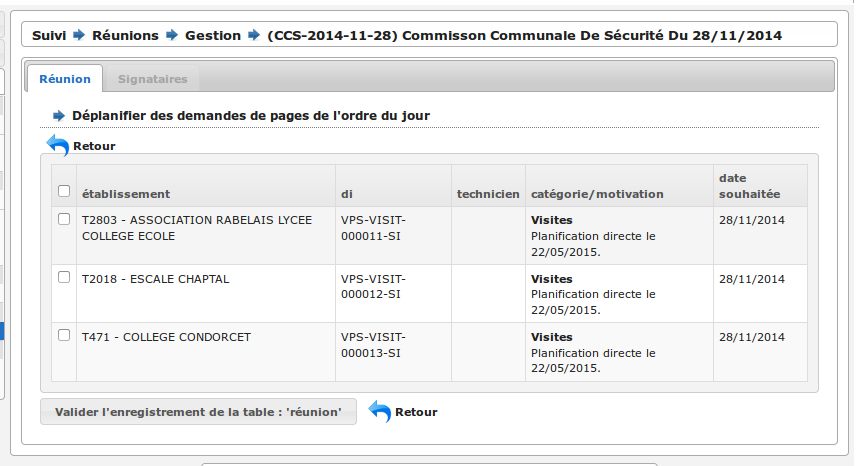 Suivi Réunions Gestion (CCS-2014-11-28) Commisson Communale De Sécurité Du 28/11/2014
Réunion Signataires
Déplanifier des demandes de pages de l'ordre du jour
Retour
établissement di technicien catégorie/motivation date souhaitée
T2803 - ASSOCIATION RABELAIS LYCEE
COLLEGE ECOLE
VPS-VISIT-
000011-SI
Visites
Planification directe le
22/05/2015.
28/11/2014
T2018 - ESCALE CHAPTAL
VPS-VISIT-
000012-SI
Visites
Planification directe le
22/05/2015.
28/11/2014
T471 - COLLEGE CONDORCET
VPS-VISIT-
000013-SI
Visites
Planification directe le
22/05/2015.
28/11/2014
Valider l'enregistrement de la table : 'réunion' Retour